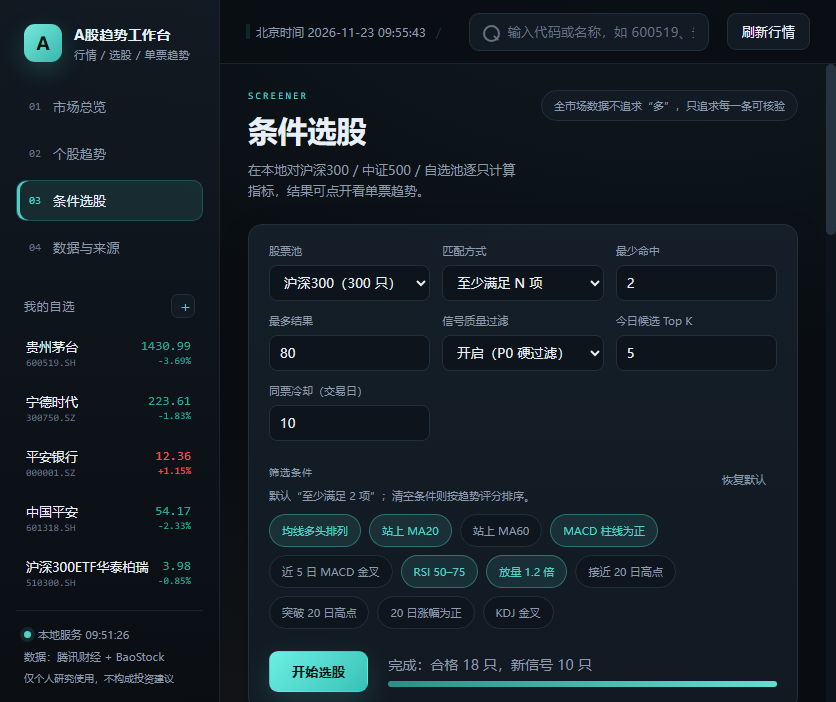 A
A股趋势工作台
行情 / 选股 / 单票趋势
01 市场总览
02 个股趋势
03 条件选股
04 数据与来源
我的自选
+
贵州茅台 1430.99
600519.SH -3.69%
宁德时代 223.61
300750.SZ -1.83%
平安银行 12.36
000001.SZ +1.15%
中国平安 54.17
601318.SH -2.33%
沪深300ETF华泰柏瑞 3.98
510300.SH -0.85%
本地服务 09:51:26
数据：腾讯财经 + BaoStock
仅个人研究使用，不构成投资建议
北京时间 2026-11-23 09:55:43 /
输入代码或名称，如 600519、
刷新行情
SCREENER
条件选股
全市场数据不追求“多”，只追求每一条可核验
在本地对沪深300 / 中证500 / 自选池逐只计算
指标，结果可点开看单票趋势。
股票池 匹配方式 最少命中
沪深300（300 只） 至少满足 N 项 2
最多结果 信号质量过滤 今日候选 Top K
80 开启（P0 硬过滤） 5
同票冷却（交易日）
10
筛选条件
恢复默认
默认“至少满足 2 项”；清空条件则按趋势评分排序。
均线多头排列 站上 MA20 站上 MA60 MACD 柱线为正
近 5 日 MACD 金叉 RSI 50–75 放量 1.2 倍 接近 20 日高点
突破 20 日高点 20 日涨幅为正 KDJ 金叉
开始选股
完成：合格 18 只，新信号 10 只